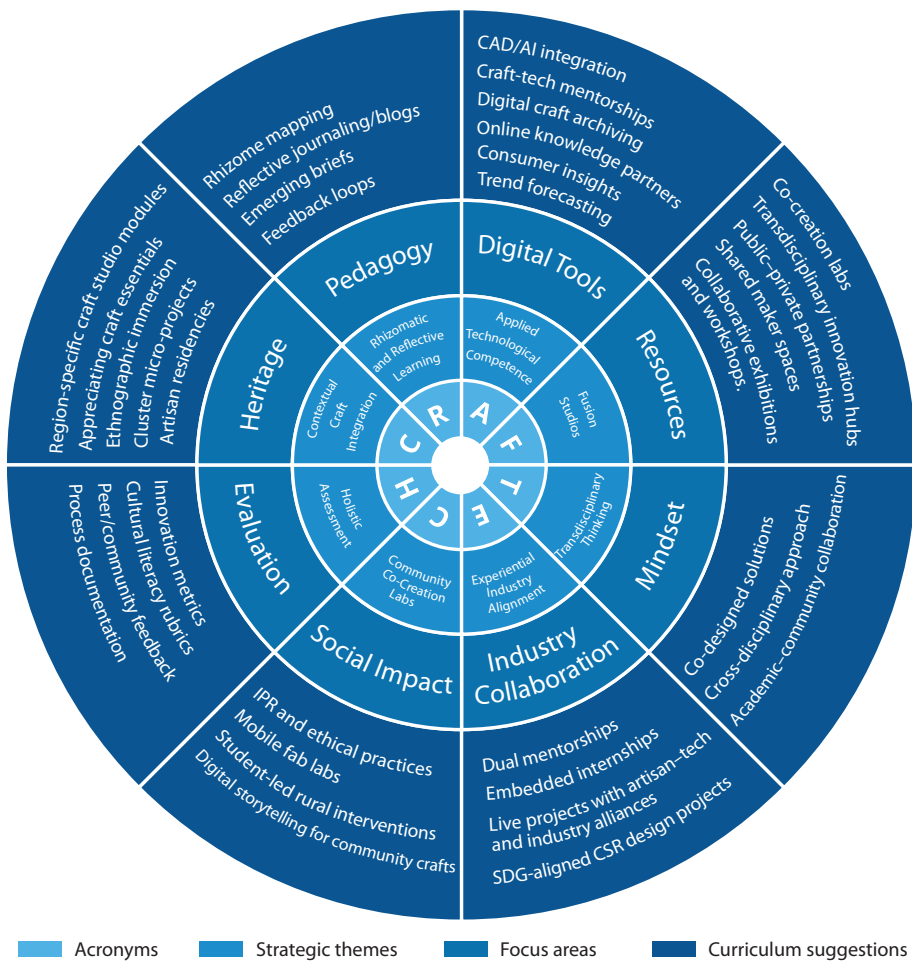 CAD/AI integration
Craft-tech mentorships
Digital craft archiving
Online knowledge partners
Consumer insights
Trend forecasting
Rhizome mapping
Reflective journaling/blogs
Emerging briefs
Feedback loops
Co-creation labs
Transdisciplinary innovation hubs
Public–private partnerships
Shared maker spaces
Collaborative exhibitions
and workshops.
Region-specific craft studio modules
Appreciating craft essentials
Ethnographic immersion
Cluster micro-projects
Artisan residencies
Pedagogy
Digital Tools
Heritage
Resources
Rhizomatic
and Reflective
Learning
Applied
Technological
Competence
Contextual
Craft
Integration
Fusion
Studios
C
R
A
F
T
E
C
H
Holistic
Assessment
Transdisciplinary
Thinking
Community
Co-Creation
Labs
Experiential
Industry
Alignment
Evaluation
Mindset
Social Impact
Industry
Collaboration
Innovation metrics
Cultural literacy rubrics
Peer/community feedback
Process documentation
Co-designed solutions
Cross-disciplinary approach
Academic–community collaboration
IPR and ethical practices
Mobile fab labs
Student-led rural interventions
Digital storytelling for community crafts
Dual mentorships
Embedded internships
Live projects with artisan–tech
and industry alliances
SDG-aligned CSR design projects
Acronyms
Strategic themes
Focus areas
Curriculum suggestions